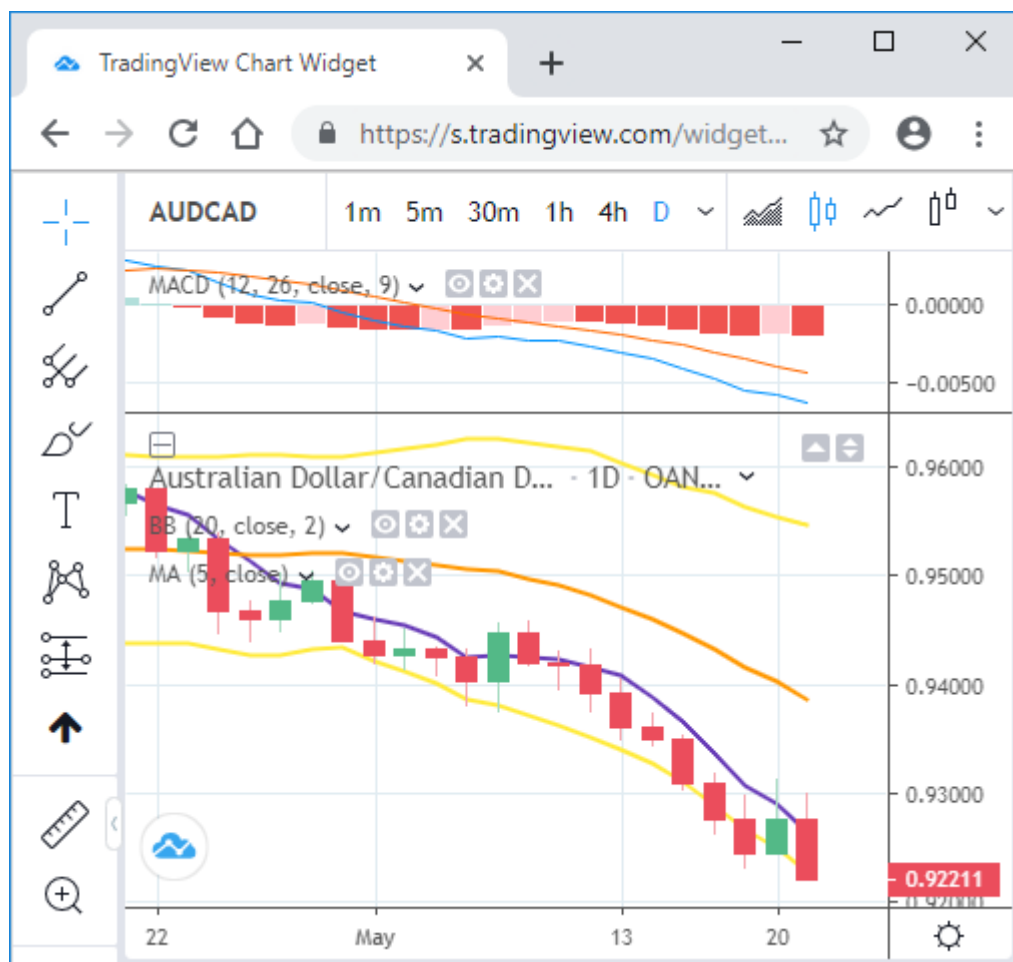 TradingView Chart Widget
https://s.tradingview.com/widget...
AUDCAD 1m 5m 30m 1h 4h D
MACD (12, 26, close, 9)
0.00000
-0.00500
Australian Dollar/Canadian D... · 1D · OAN...
0.96000
BB (20, close, 2)
MA (5, close)
0.95000
0.94000
0.93000
0.92211
0.92000
22 May 13 20